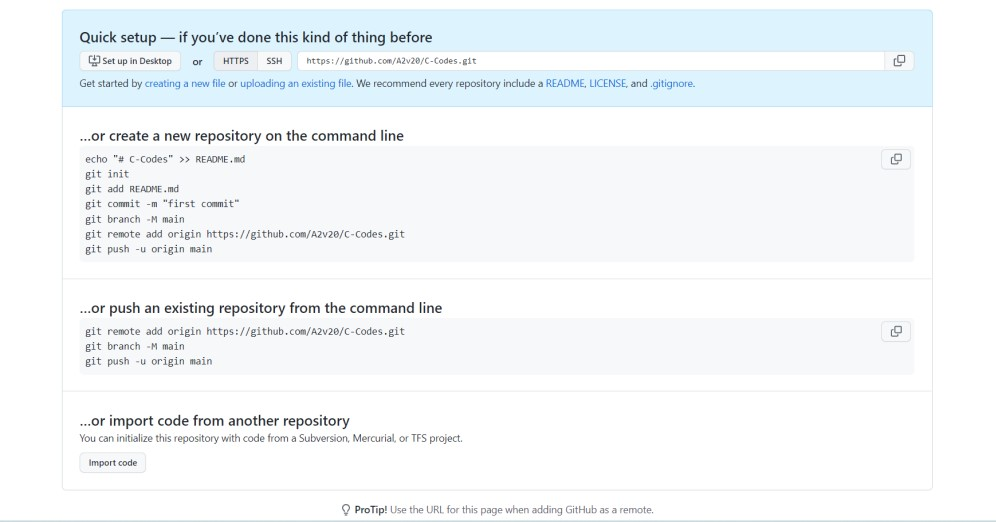 Quick setup — if you’ve done this kind of thing before
Set up in Desktop or HTTPS SSH https://github.com/A2v20/C-Codes.git
Get started by creating a new file or uploading an existing file. We recommend every repository include a README, LICENSE, and .gitignore.
…or create a new repository on the command line
echo "# C-Codes" >> README.md
git init
git add README.md
git commit -m "first commit"
git branch -M main
git remote add origin https://github.com/A2v20/C-Codes.git
git push -u origin main
…or push an existing repository from the command line
git remote add origin https://github.com/A2v20/C-Codes.git
git branch -M main
git push -u origin main
…or import code from another repository
You can initialize this repository with code from a Subversion, Mercurial, or TFS project.
Import code
ProTip! Use the URL for this page when adding GitHub as a remote.